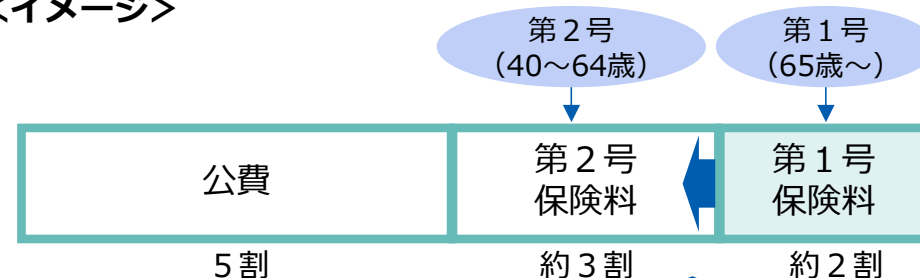 <イメージ>
第２号
（40～64歳）
第１号
（65歳～）
公費
第２号
保険料
第１号
保険料
５割
約３割
約２割